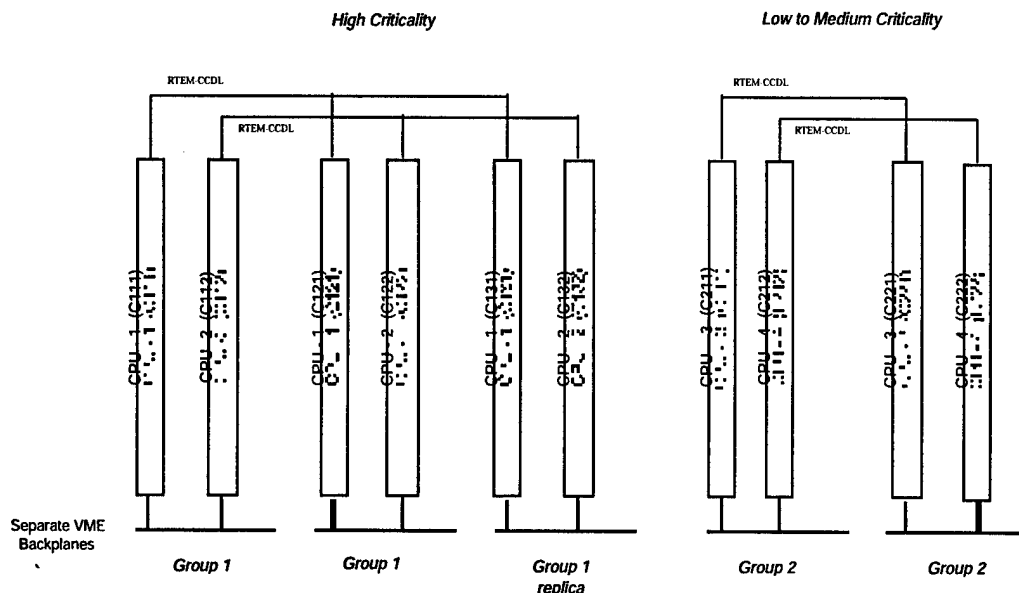 High Criticality
Low to Medium Criticality
RTEM-CCDL
RTEM-CCDL
RTEM-CCDL
RTEM-CCDL
CPU - 1 (C111)
CPU - 2 (C112)
CPU - 1 (C121)
CPU - 2 (C122)
CPU - 1 (C131)
CPU - 2 (C132)
CPU - 3 (C211)
CPU - 4 (C212)
CPU - 3 (C221)
CPU - 4 (C222)
Separate VME
Backplanes
Group 1
Group 1
Group 1
replica
Group 2
Group 2